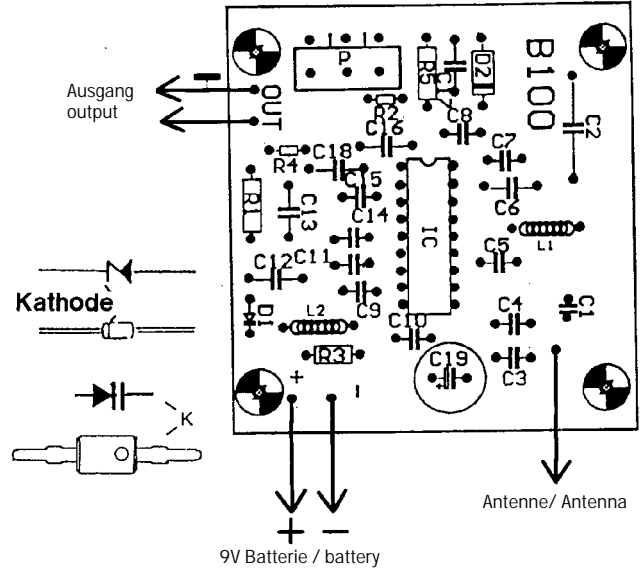 P
R5
C17
D2
B100
Ausgang
output
OUT
R2
C8
C2
C16
C7
R4
C18
C15
C6
R1
C13
C14
IC
L1
C5
C12
C11
Kathode
D1
L2
C9
C10
C4
C1
R3
C19
+
C3
+
-
K
Antenne/ Antenna
+ -
9V Batterie / battery